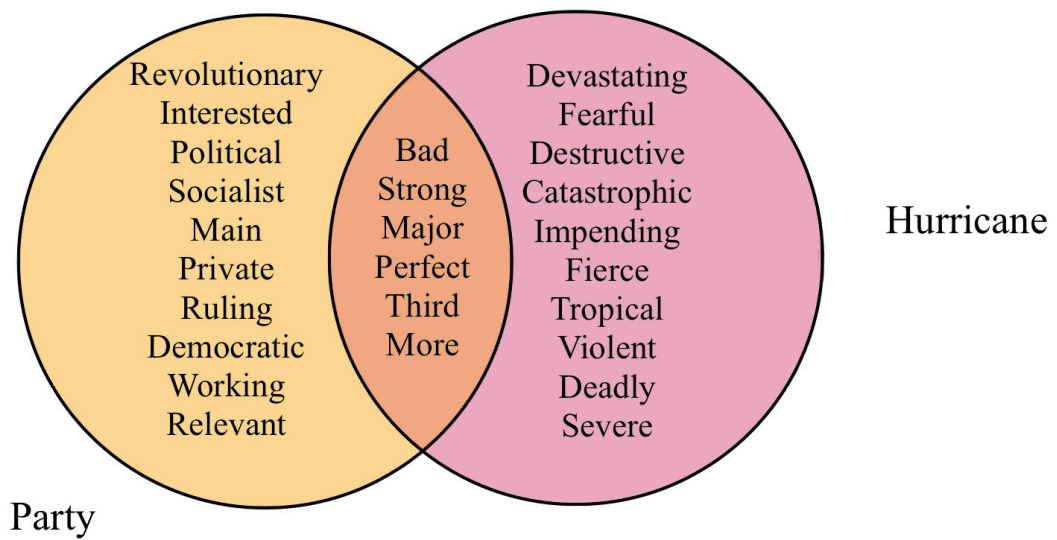 Revolutionary
Interested
Political
Socialist
Main
Private
Ruling
Democratic
Working
Relevant
Bad
Strong
Major
Perfect
Third
More
Devastating
Fearful
Destructive
Catastrophic
Impending
Fierce
Tropical
Violent
Deadly
Severe
Hurricane
Party